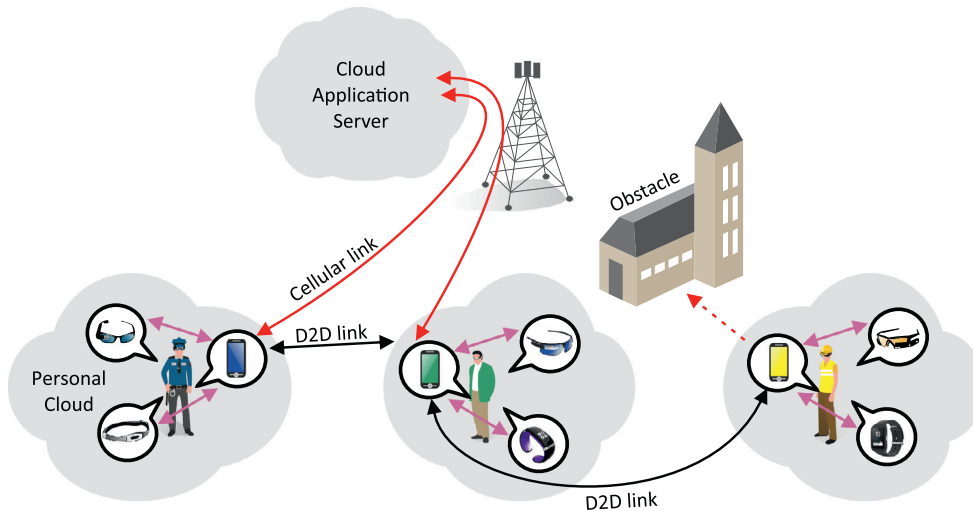 Cloud
Application
Server
Obstacle
Cellular link
D2D link
Personal
Cloud
D2D link